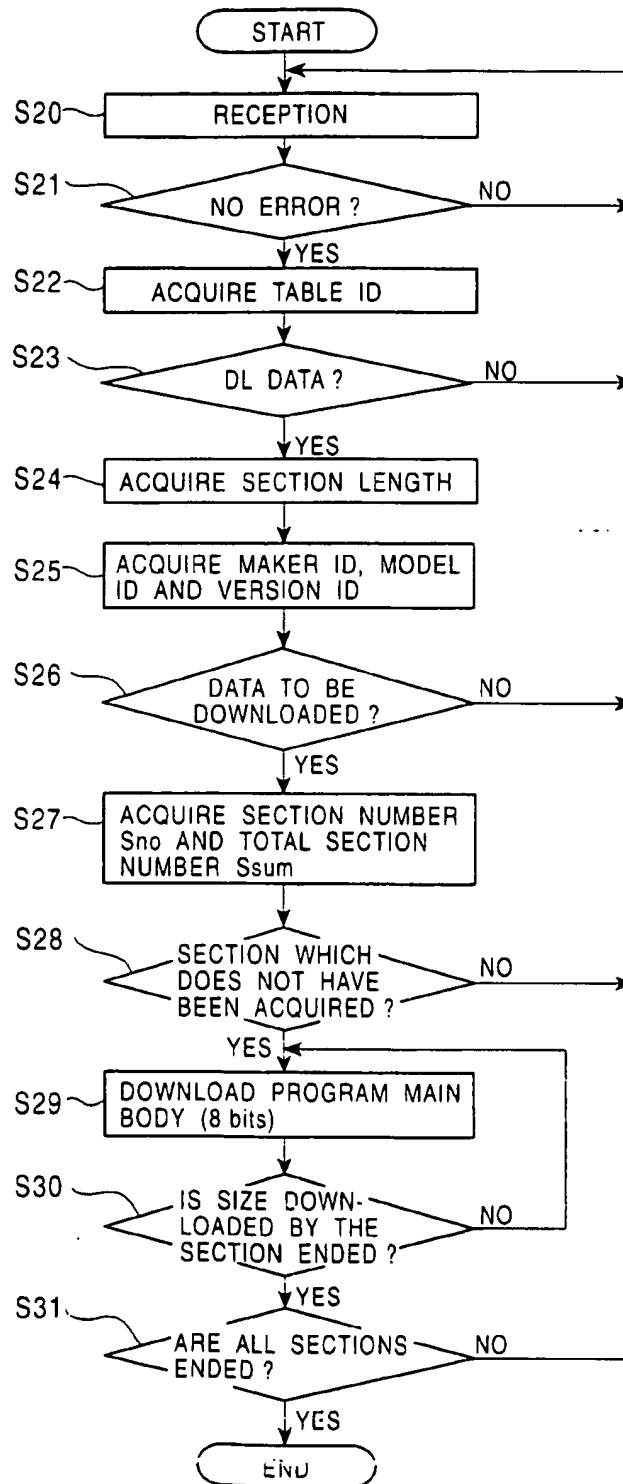 START
S20
RECEPTION
S21
NO ERROR ?
NO
YES
S22
ACQUIRE TABLE ID
S23
DL DATA ?
NO
YES
S24
ACQUIRE SECTION LENGTH
S25
ACQUIRE MAKER ID, MODEL
ID AND VERSION ID
S26
DATA TO BE
DOWNLOADED ?
NO
YES
S27
ACQUIRE SECTION NUMBER
Sno AND TOTAL SECTION
NUMBER Ssum
S28
SECTION WHICH
DOES NOT HAVE
BEEN ACQUIRED ?
NO
YES
S29
DOWNLOAD PROGRAM MAIN
BODY (8 bits)
S30
IS SIZE DOWN-
LOADED BY THE
SECTION ENDED ?
NO
YES
S31
ARE ALL SECTIONS
ENDED ?
NO
YES
END